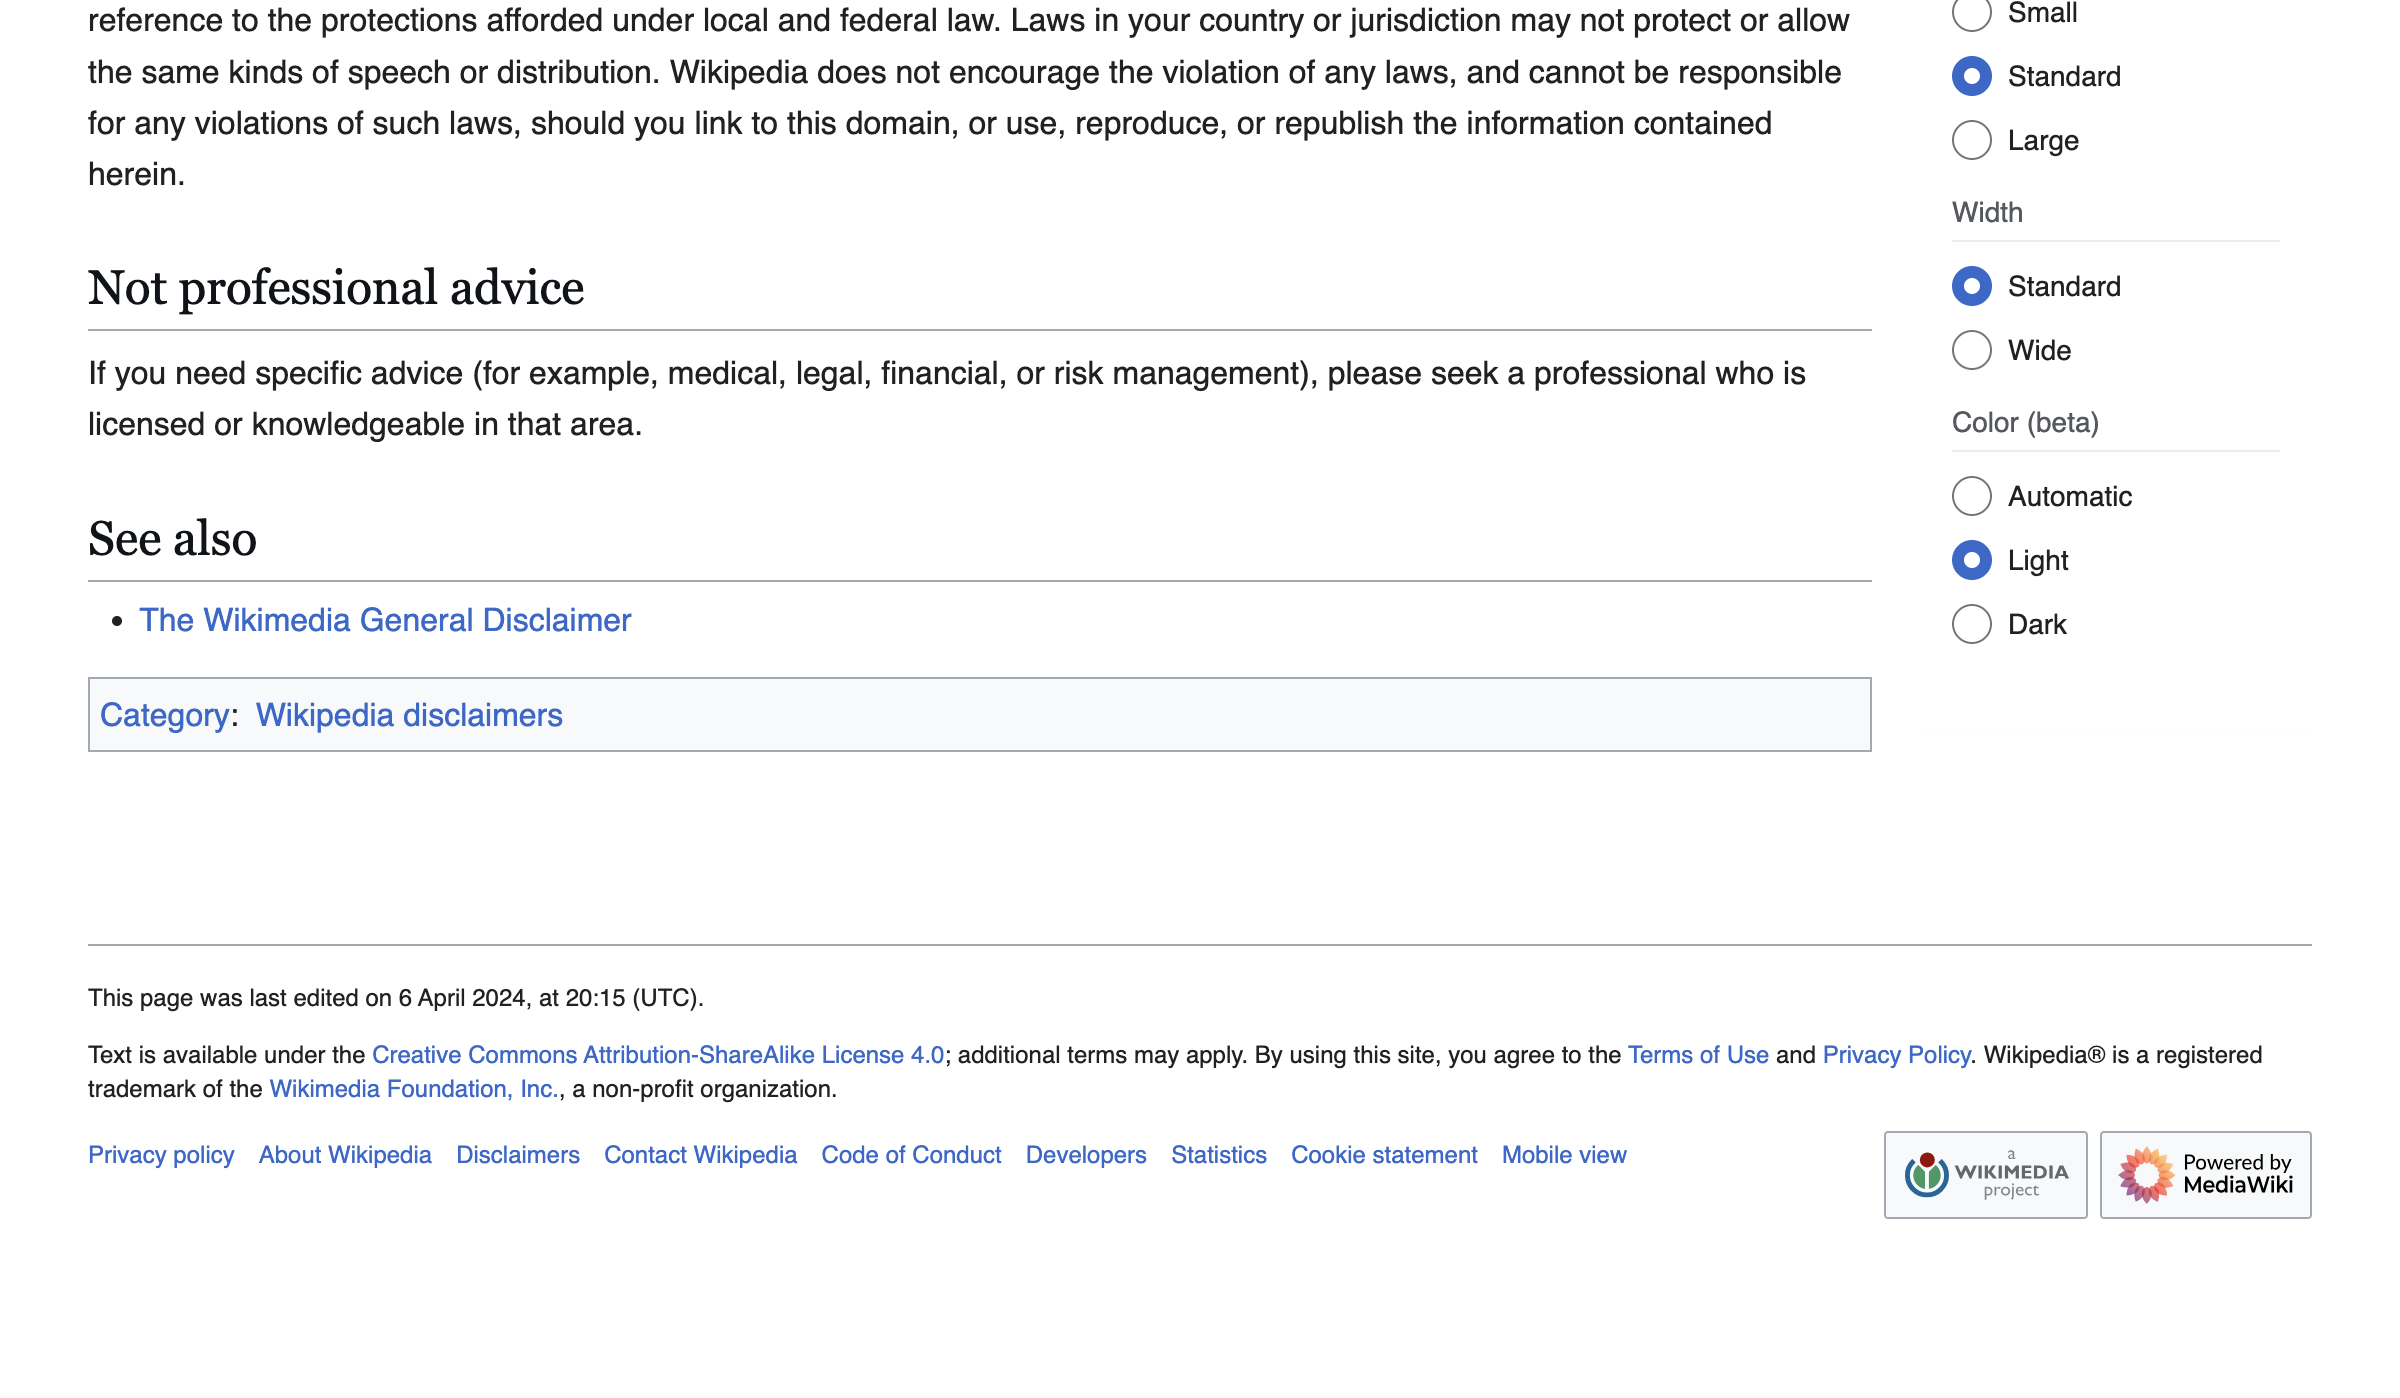 reference to the protections afforded under local and federal law. Laws in your country or jurisdiction may not protect or allow
the same kinds of speech or distribution. Wikipedia does not encourage the violation of any laws, and cannot be responsible
for any violations of such laws, should you link to this domain, or use, reproduce, or republish the information contained
herein.
Not professional advice
If you need specific advice (for example, medical, legal, financial, or risk management), please seek a professional who is
licensed or knowledgeable in that area.
See also
• The Wikimedia General Disclaimer
Category: Wikipedia disclaimers
Small
Standard
Large
Width
Standard
Wide
Color (beta)
Automatic
Light
Dark
This page was last edited on 6 April 2024, at 20:15 (UTC).
Text is available under the Creative Commons Attribution-ShareAlike License 4.0; additional terms may apply. By using this site, you agree to the Terms of Use and Privacy Policy. Wikipedia® is a registered
trademark of the Wikimedia Foundation, Inc., a non-profit organization.
Privacy policy About Wikipedia Disclaimers Contact Wikipedia Code of Conduct Developers Statistics Cookie statement Mobile view
a
WIKIMEDIA
project
Powered by
MediaWiki